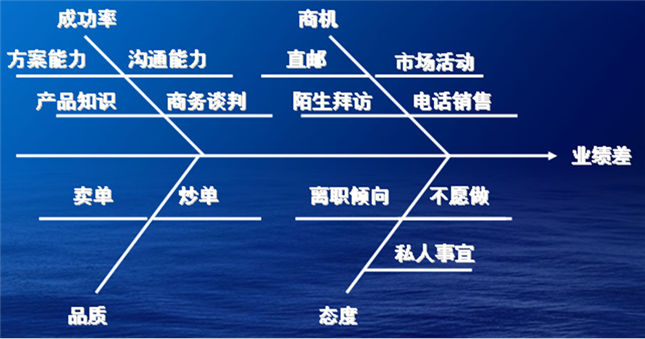 成功率
商机
方案能力
沟通能力
直邮
市场活动
产品知识
商务谈判
陌生拜访
电话销售
业绩差
卖单
炒单
离职倾向
不愿做
私人事宜
品质
态度